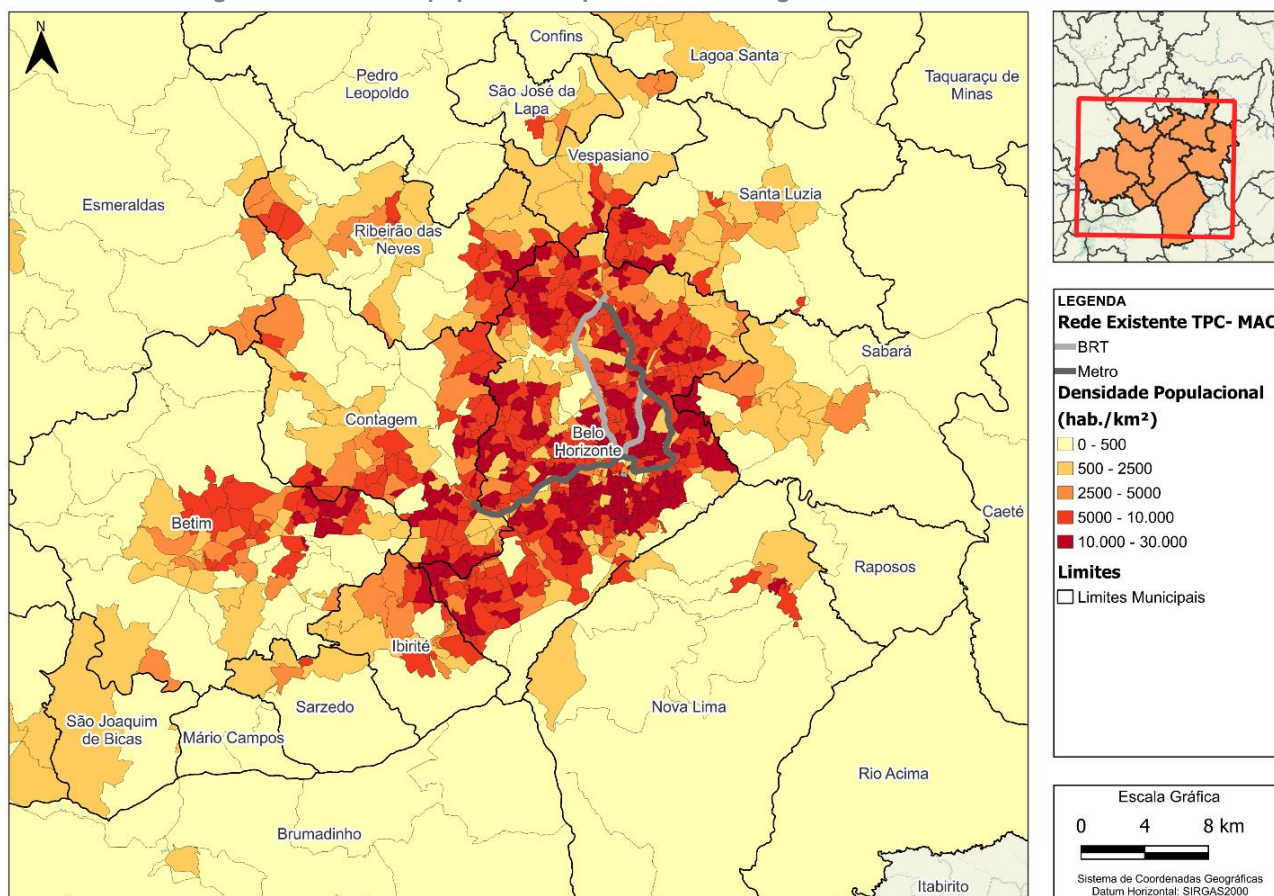 N
Confins
Lagoa Santa
Pedro
Leopoldo
São José da
Lapa
Taquaraçu de
Minas
Vespasiano
Esmeraldas
Santa Luzia
Ribeirão das
Neves
Sabará
Contagem
Belo
Horizonte
Betim
Caeté
Raposos
Ibirité
São Joaquim
de Bicas
Mário Campos
Sarzedo
Nova Lima
Rio Acima
Brumadinho
Itabirito
LEGENDA
Rede Existente TPC- MAC
BRT
Metro
Densidade Populacional
(hab./km²)
0 - 500
500 - 2500
2500 - 5000
5000 - 10.000
10.000 - 30.000
Limites
Limites Municipais
Escala Gráfica
0 4 8 km
Sistema de Coordenadas Geográficas
Datum Horizontal: SIRGAS2000